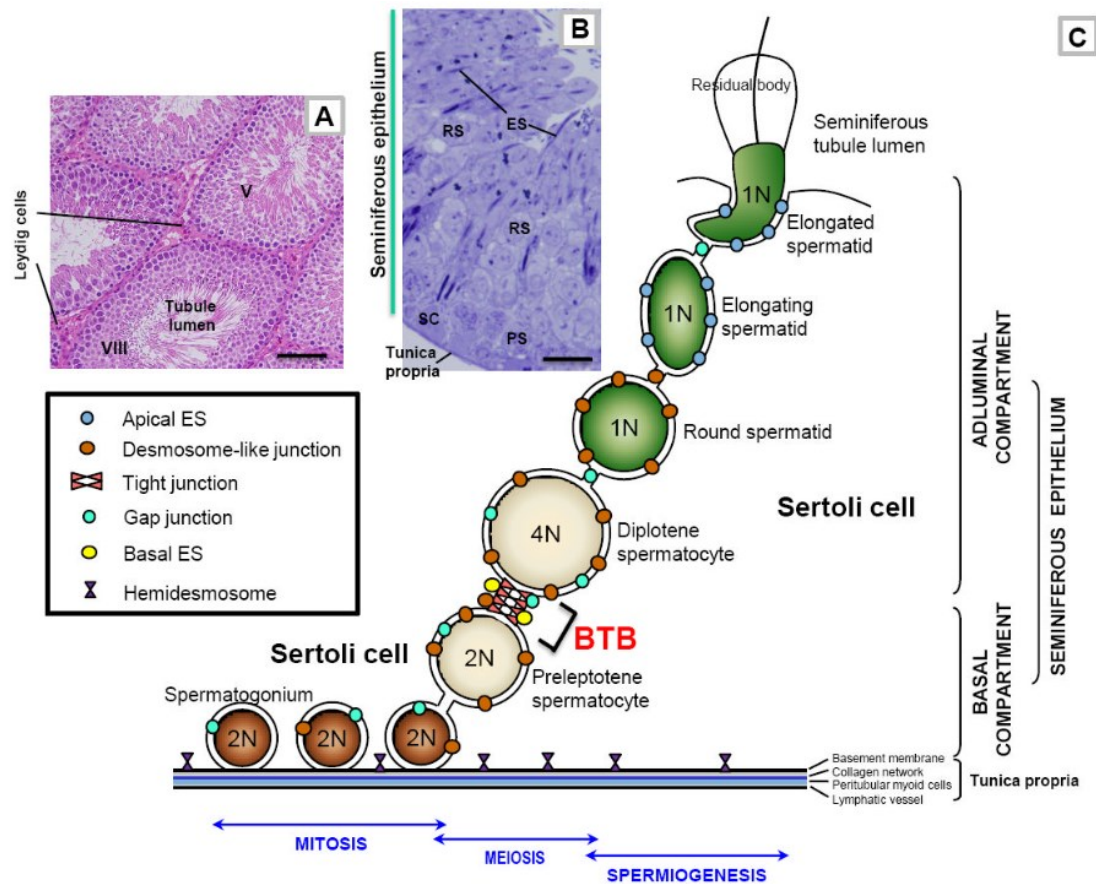 A
Leydig cells
V
Tubule
lumen
VIII
Seminiferous epithelium
B
ES
RS
RS
SC
PS
Tunica
propria
C
Residual body
Seminiferous
tubule lumen
1N
Elongated
spermatid
1N
Elongating
spermatid
1N
Round spermatid
4N
Diplotene
spermatocyte
Sertoli cell
BTB
Sertoli cell
2N
Preleptotene
spermatocyte
Spermatogonium
2N
2N
2N
Apical ES
Desmosome-like junction
Tight junction
Gap junction
Basal ES
Hemidesmosome
ADLUMINAL
COMPARTMENT
BASAL
COMPARTMENT
SEMINIFEROUS EPITHELIUM
Basement membrane
Collagen network
Peritubular myoid cells
Lymphatic vessel
Tunica propria
MITOSIS
MEIOSIS
SPERMIOGENESIS